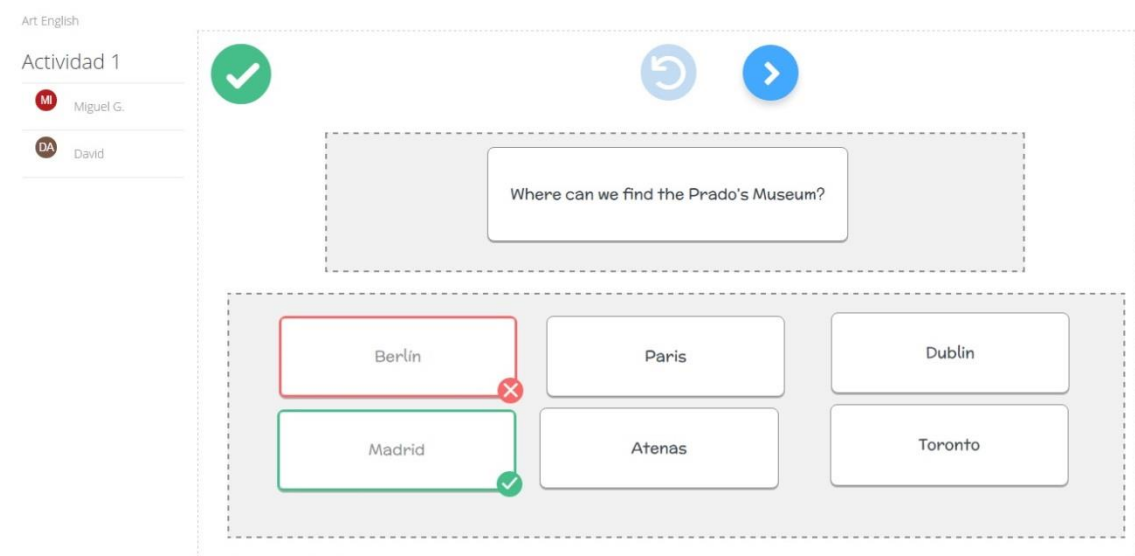 Art English
Actividad 1
MI
Miguel G.
DA
David
Where can we find the Prado's Museum?
Berlín
Paris
Dublin
Madrid
Atenas
Toronto